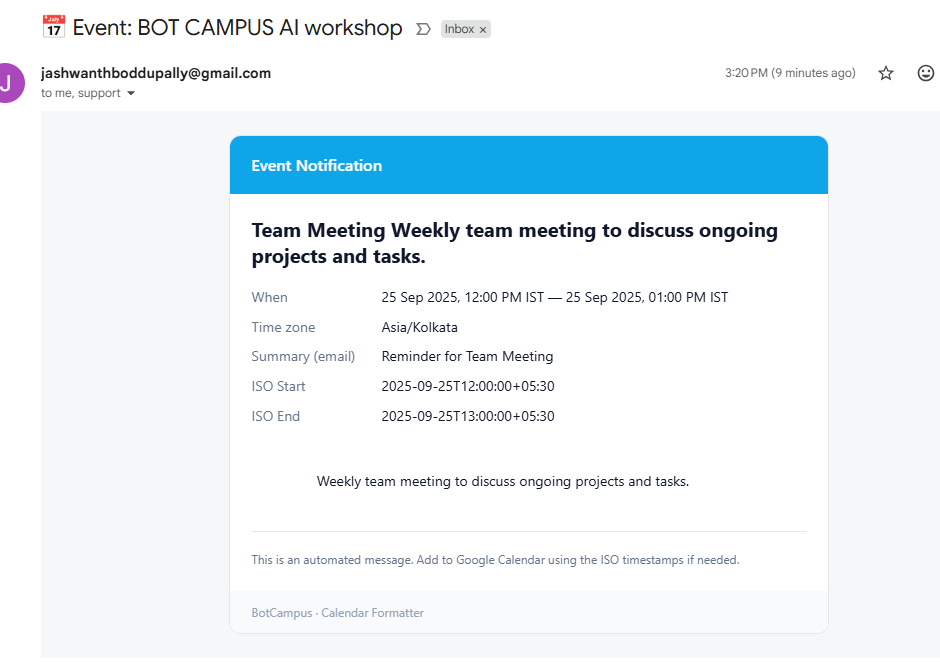 📅 Event: BOT CAMPUS AI workshop Inbox ×
jashwanthboddupally@gmail.com 3:20 PM (9 minutes ago)
J
to me, support
Event Notification
Team Meeting Weekly team meeting to discuss ongoing
projects and tasks.
When 25 Sep 2025, 12:00 PM IST — 25 Sep 2025, 01:00 PM IST
Time zone Asia/Kolkata
Summary (email) Reminder for Team Meeting
ISO Start 2025-09-25T12:00:00+05:30
ISO End 2025-09-25T13:00:00+05:30
Weekly team meeting to discuss ongoing projects and tasks.
This is an automated message. Add to Google Calendar using the ISO timestamps if needed.
BotCampus · Calendar Formatter